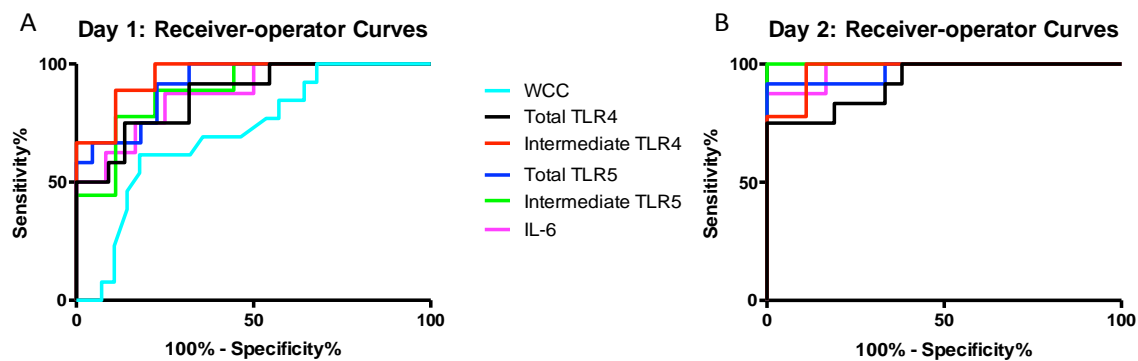 A
Day 1: Receiver-operator Curves
100
50
0
0
50
100
Sensitivity%
100% - Specificity%
WCC
Total TLR4
Intermediate TLR4
Total TLR5
Intermediate TLR5
IL-6
B
Day 2: Receiver-operator Curves
100
50
0
0
50
100
Sensitivity%
100% - Specificity%